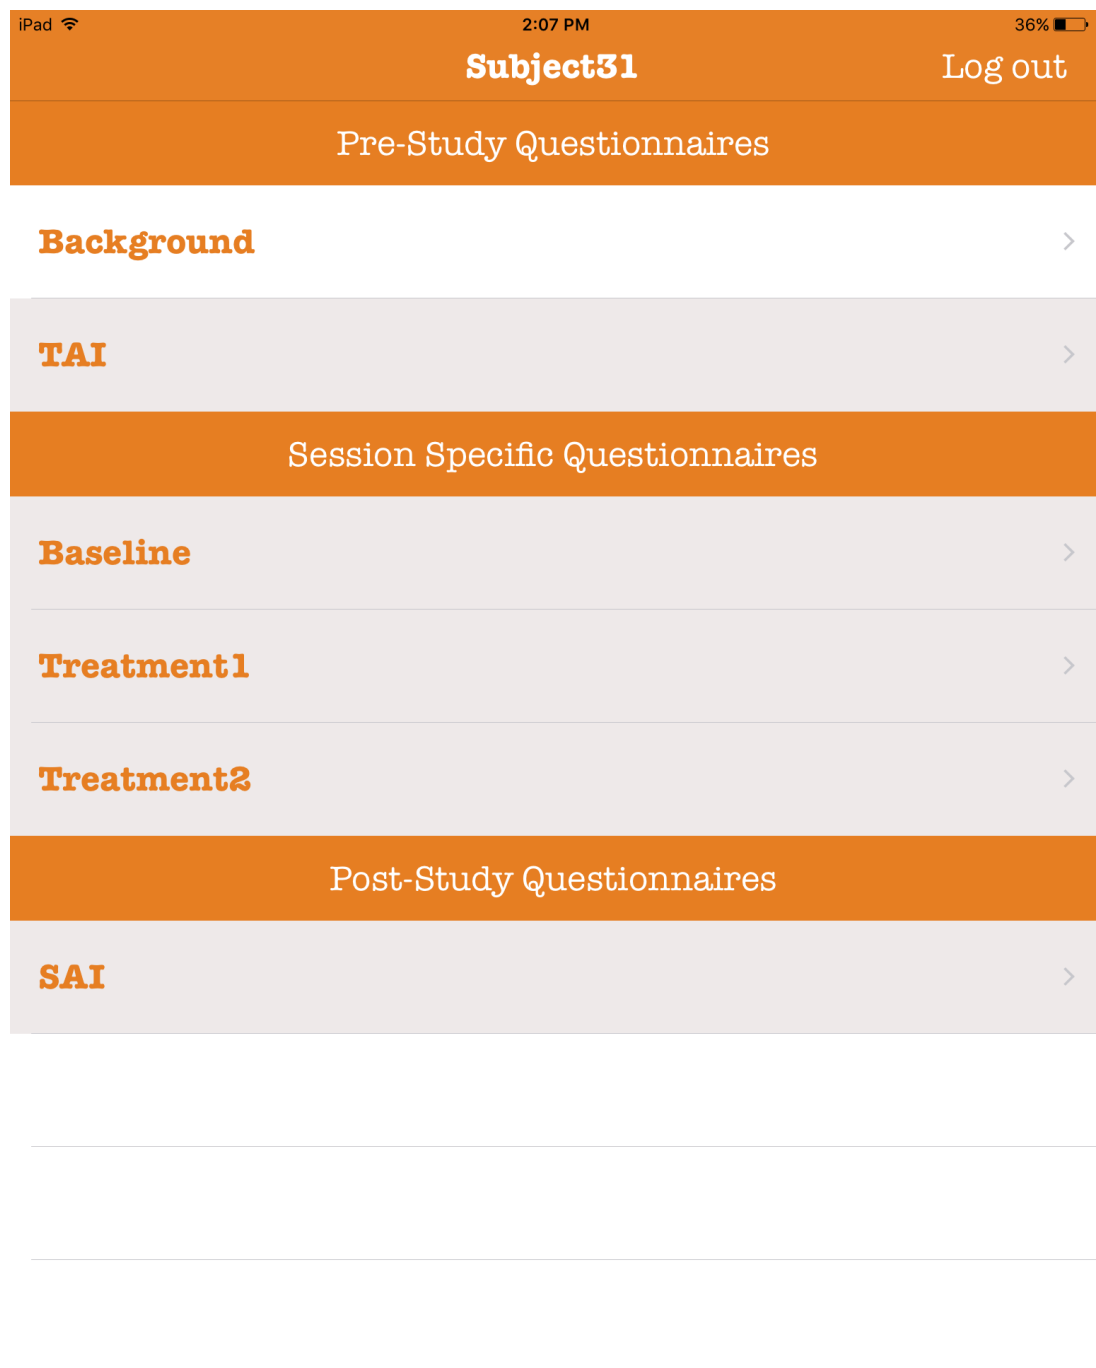 iPad 2:07 PM 36%
Subject31 Log out
Pre-Study Questionnaires
Background
TAI
Session Specific Questionnaires
Baseline
Treatment1
Treatment2
Post-Study Questionnaires
SAI